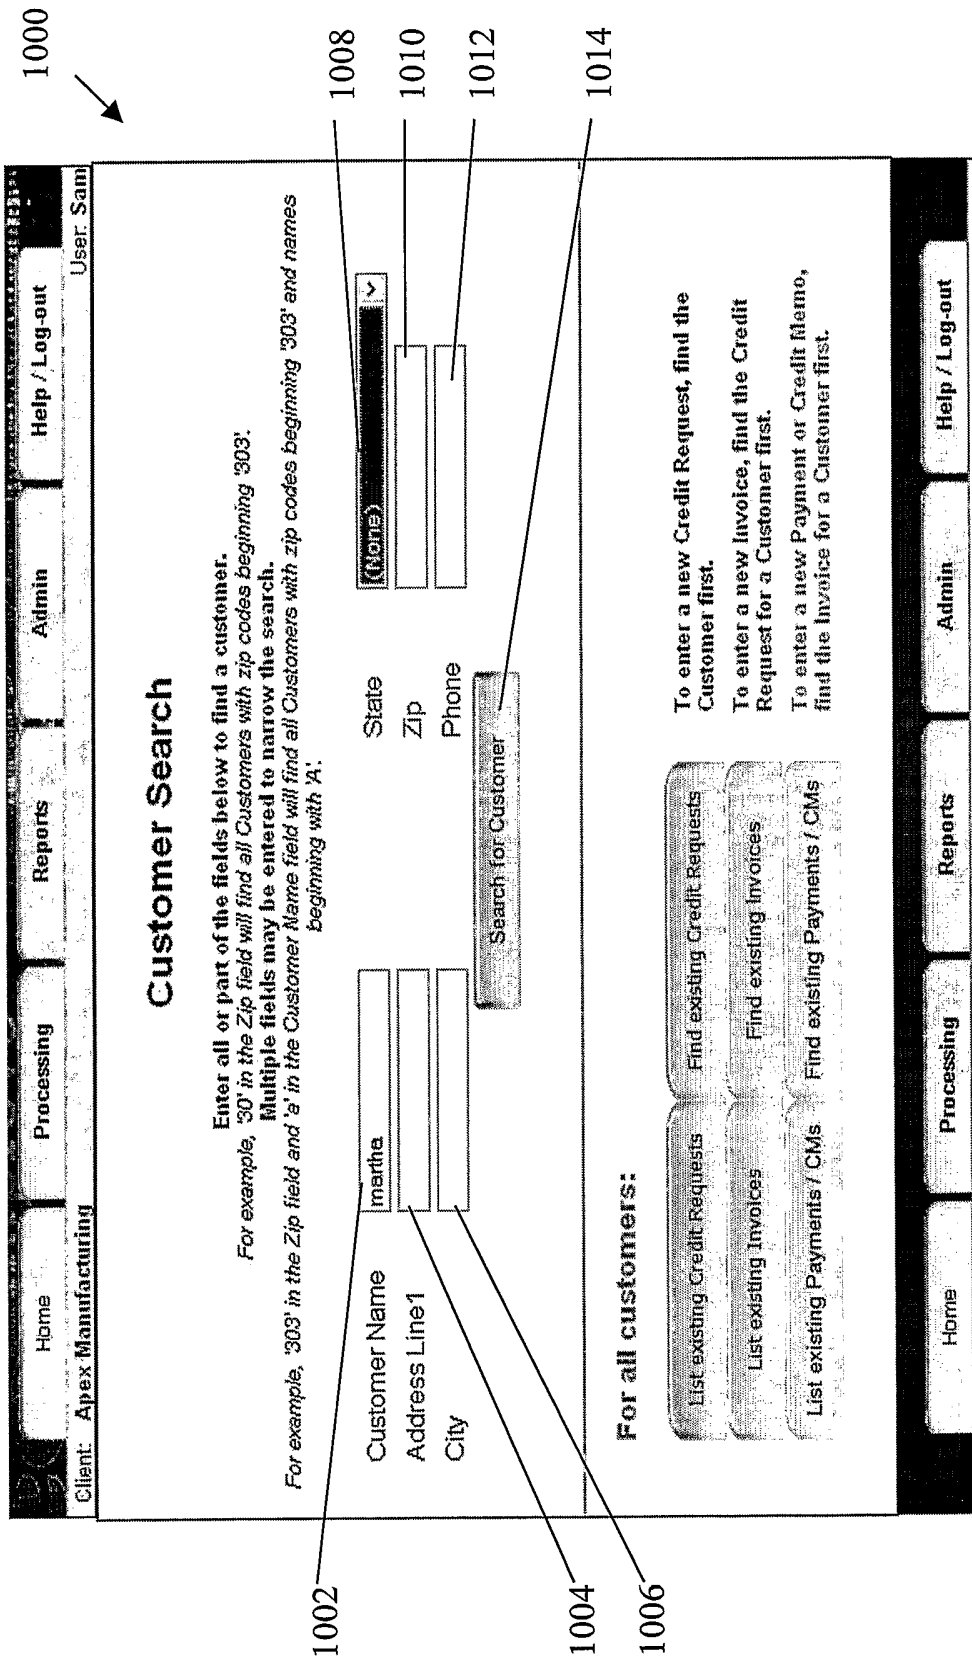 1000
Home
Processing
Reports
Admin
Help / Log-out
Client: Apex Manufacturing
User: Sam
Customer Search
Enter all or part of the fields below to find a customer.
For example, '30' in the Zip field will find all Customers with zip codes beginning '303'.
Multiple fields may be entered to narrow the search.
For example, '303' in the Zip field and 'a' in the Customer Name field will find all Customers with zip codes beginning '303' and names
beginning with 'A'.
1002
Customer Name
martha
State
(None)
1008
1004
Address Line1
Zip
1010
1006
City
Phone
1012
Search for Customer
1014
For all customers:
List existing Credit Requests
Find existing Credit Requests
To enter a new Credit Request, find the
Customer first.
List existing Invoices
Find existing Invoices
To enter a new Invoice, find the Credit
Request for a Customer first.
List existing Payments / CMs
Find existing Payments / CMs
To enter a new Payment or Credit Memo,
find the Invoice for a Customer first.
Home
Processing
Reports
Admin
Help / Log-out